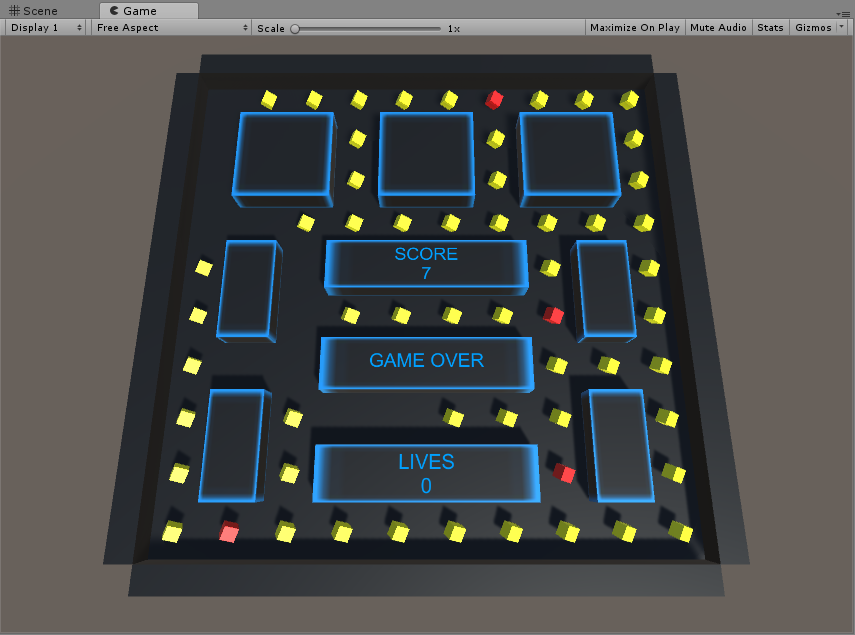 Scene Game
Display 1 Free Aspect Scale 1x Maximize On Play Mute Audio Stats Gizmos
SCORE
7
GAME OVER
LIVES
0